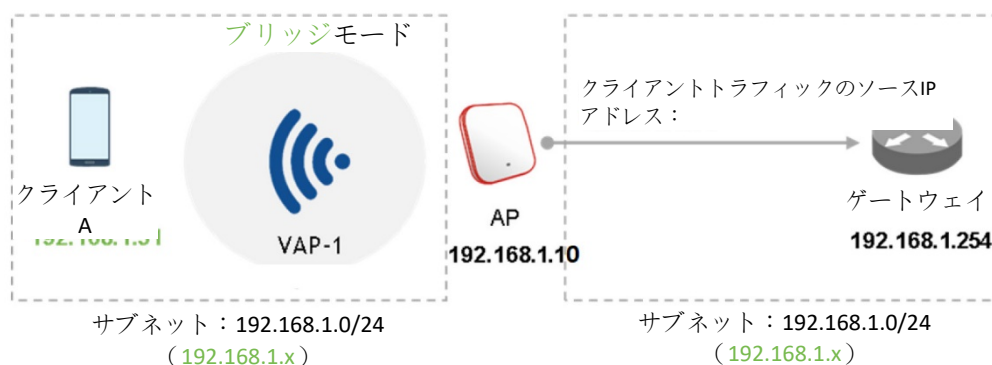 ブリッジモード
クライアントトラフィックのソースIP
アドレス：
クライアント
A
VAP-1
AP
192.168.1.10
ゲートウェイ
192.168.1.254
サブネット：192.168.1.0/24
（192.168.1.x）
サブネット：192.168.1.0/24
（192.168.1.x）